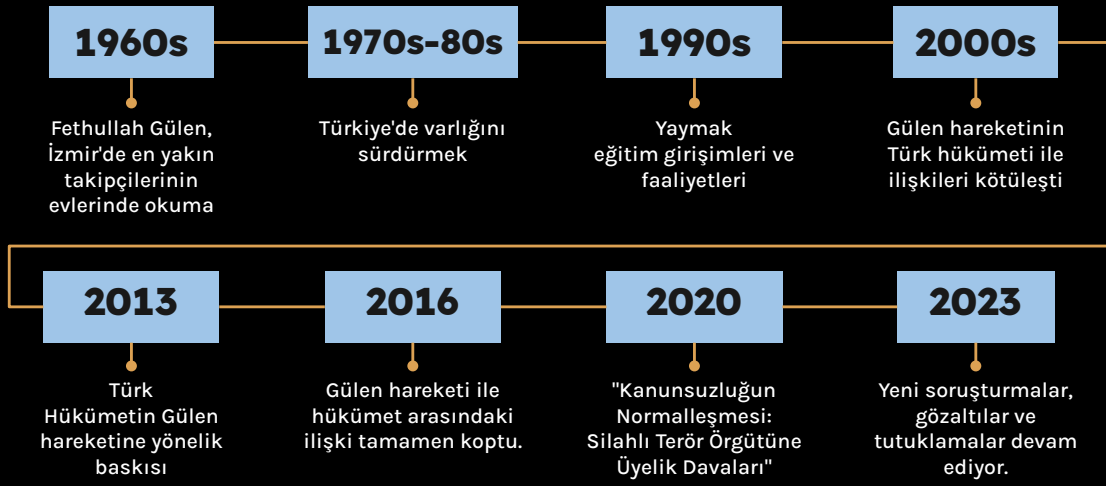 1960s
1970s-80s
1990s
2000s
Fethullah Gülen,
İzmir'de en yakın
takipçilerinin
evlerinde okuma
Türkiye'de varlığını
sürdürmek
Yaymak
eğitim girişimleri ve
faaliyetleri
Gülen hareketinin
Türk hükümeti ile
ilişkileri kötüleşti
2013
2016
2020
2023
Türk
Hükümetin Gülen
hareketine yönelik
baskısı
Gülen hareketi ile
hükümet arasındaki
ilişki tamamen koptu.
"Kanunsuzluğun
Normalleşmesi:
Silahlı Terör Örgütüne
Üyelik Davaları"
Yeni soruşturmalar,
gözaltılar ve
tutuklamalar devam
ediyor.